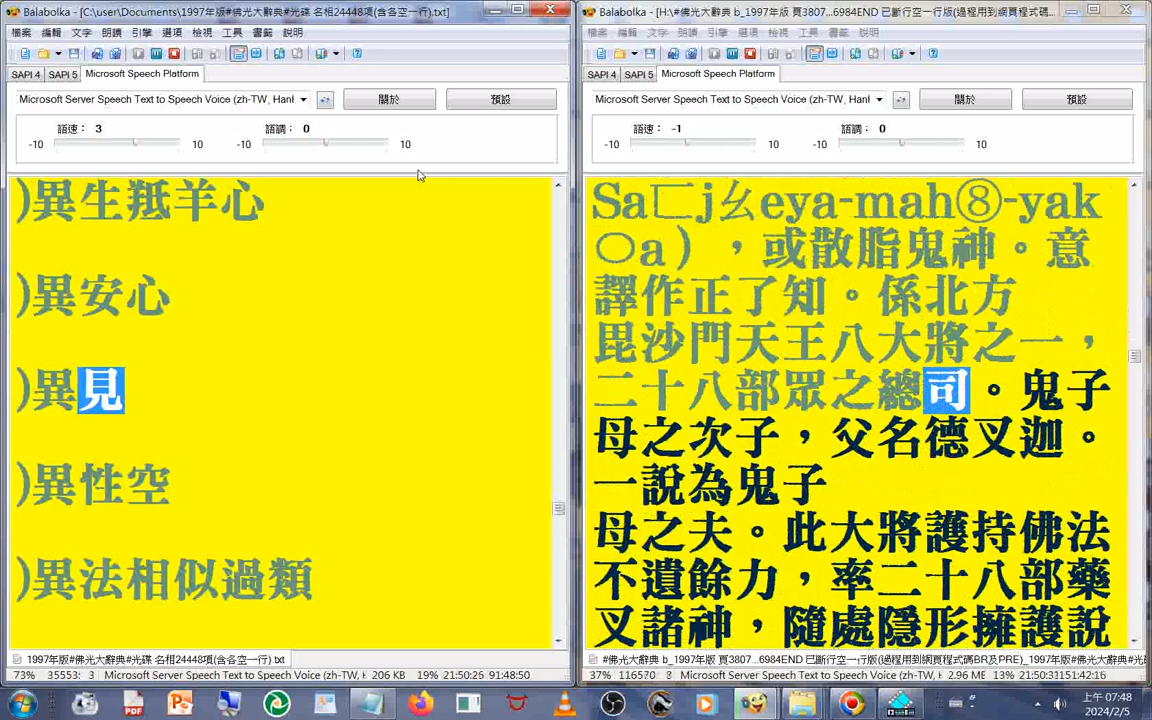 Balabolka - [C:\user\Documents\1997年版#佛光大辭典#光碟 名相24448項(含各空一行).txt]
檔案 編輯 文字 朗讀 引擎 選項 檢視 工具 書籤 說明
SAPI 4 SAPI 5 Microsoft Speech Platform
Microsoft Server Speech Text to Speech Voice (zh-TW, Hanl
關於
預設
語速： 3
語調： 0
-10 10 -10 10
)異生羝羊心
)異安心
)異見
)異性空
)異法相似過類
1997年版#佛光大辭典#光碟 名相24448項(含各空一行).txt
73% 35553: 3 Microsoft Server Speech Text to Speech Voice (zh-TW, H 206 KB 19% 21:50:26 91:48:50
Balabolka - [H:\#佛光大辭典 b_1997年版 頁3807...6984END 已斷行空一行版(過程用到網頁程式碼...
檔案 編輯 文字 朗讀 引擎 選項 檢視 工具 書籤 說明
SAPI 4 SAPI 5 Microsoft Speech Platform
Microsoft Server Speech Text to Speech Voice (zh-TW, Hanl
關於
預設
語速： -1
語調： 0
-10 10 -10 10
Sa匚j幺eya-mah⑧-yak
○a），或散脂鬼神。意
譯作正了知。係北方
毘沙門天王八大將之一，
二十八部眾之總司。鬼子
母之次子，父名德叉迦。
一說為鬼子
母之夫。此大將護持佛法
不遺餘力，率二十八部藥
叉諸神，隨處隱形擁護說
#佛光大辭典 b_1997年版 頁3807...6984END 已斷行空一行版(過程用到網頁程式碼BR及PRE)_1997年版#光
37% 116570: 8 Microsoft Server Speech Text to Speech Voice (zh-TW, H 2.96 MB 13% 21:50:33 151:42:16
PDF
上午 07:48
2024/2/5